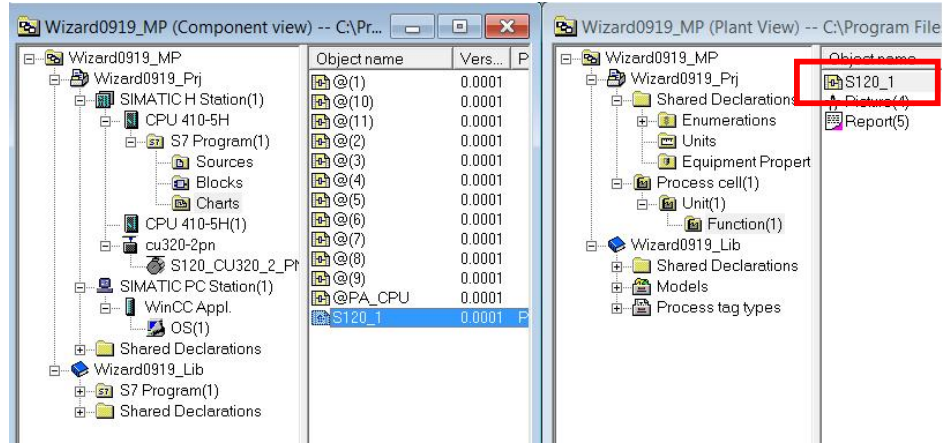 Wizard0919_MP (Component view) -- C:\Pr...
Wizard0919_MP
Wizard0919_Prj
SIMATIC H Station(1)
CPU 410-5H
S7 Program(1)
Sources
Blocks
Charts
CPU 410-5H(1)
cu320-2pn
S120_CU320_2_PN
SIMATIC PC Station(1)
WinCC Appl.
OS(1)
Shared Declarations
Wizard0919_Lib
S7 Program(1)
Shared Declarations
Object name Vers... P
@(1) 0.0001
@(10) 0.0001
@(11) 0.0001
@(2) 0.0001
@(3) 0.0001
@(4) 0.0001
@(5) 0.0001
@(6) 0.0001
@(7) 0.0001
@(8) 0.0001
@(9) 0.0001
@PA_CPU 0.0001
S120_1 0.0001 P
Wizard0919_MP (Plant View) -- C:\Program File
Wizard0919_MP
Wizard0919_Prj
Shared Declarations
Enumerations
Units
Equipment Propert
Process cell(1)
Unit(1)
Function(1)
Wizard0919_Lib
Shared Declarations
Models
Process tag types
Object name
S120_1
Picture(4)
Report(5)